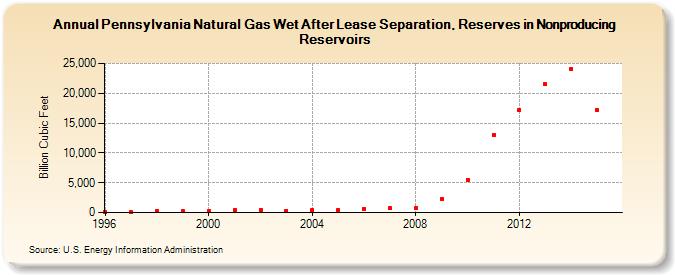 Annual Pennsylvania Natural Gas Wet After Lease Separation, Reserves in Nonproducing
Reservoirs
Billion Cubic Feet
25,000
20,000
15,000
10,000
5,000
0
1996
2000
2004
2008
2012
Source: U.S. Energy Information Administration